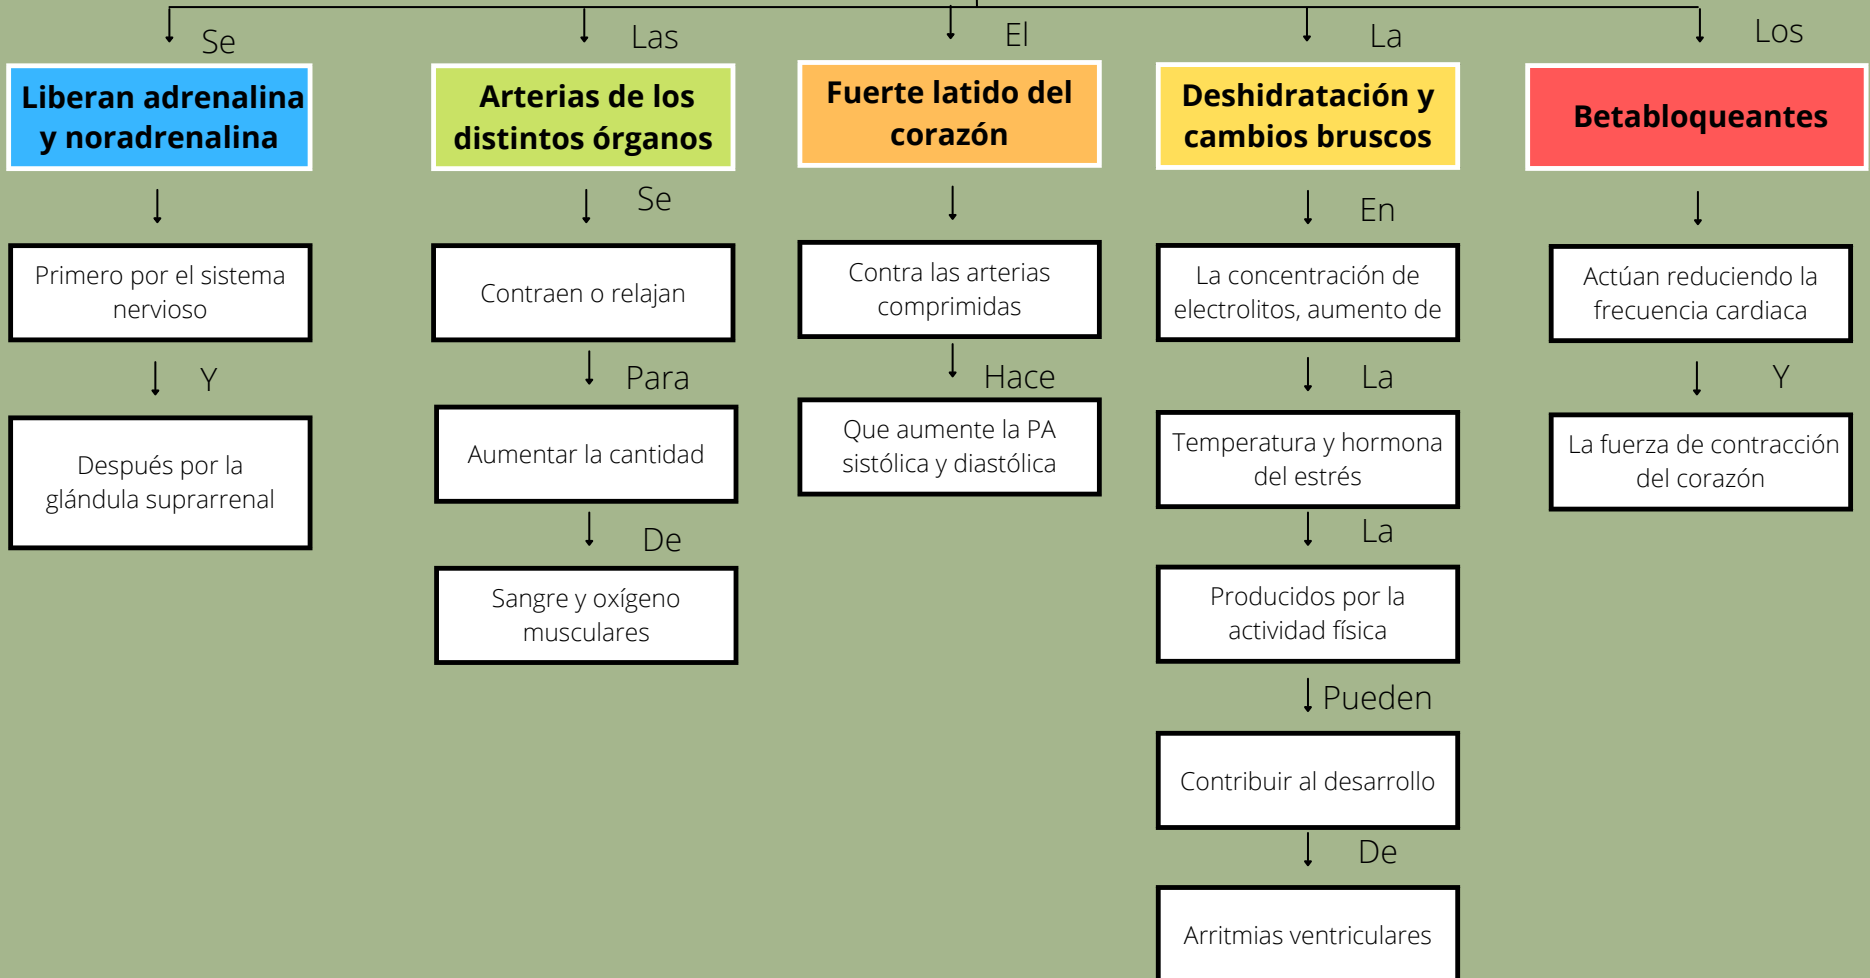 Se
Liberan adrenalina
y noradrenalina
Primero por el sistema
nervioso
Y
Después por la
glándula suprarrenal
Las
Arterias de los
distintos órganos
Se
Contraen o relajan
Para
Aumentar la cantidad
De
Sangre y oxígeno
musculares
El
Fuerte latido del
corazón
Contra las arterias
comprimidas
Hace
Que aumente la PA
sistólica y diastólica
La
Deshidratación y
cambios bruscos
En
La concentración de
electrolitos, aumento de
La
Temperatura y hormona
del estrés
La
Producidos por la
actividad física
Pueden
Contribuir al desarrollo
De
Arritmias ventriculares
Los
Betabloqueantes
Actúan reduciendo la
frecuencia cardiaca
Y
La fuerza de contracción
del corazón